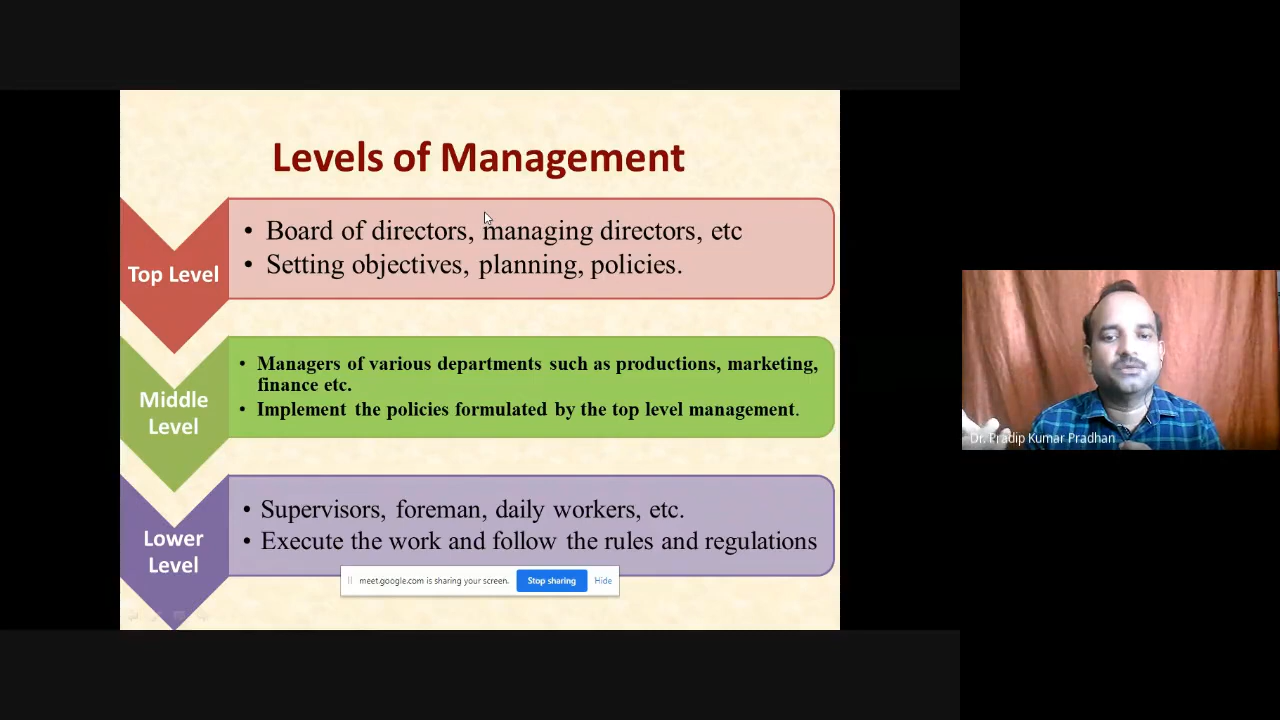 Levels of Management
Top Level
• Board of directors, managing directors, etc
• Setting objectives, planning, policies.
Middle
Level
• Managers of various departments such as productions, marketing,
finance etc.
• Implement the policies formulated by the top level management.
Lower
Level
• Supervisors, foreman, daily workers, etc.
• Execute the work and follow the rules and regulations
meet.google.com is sharing your screen.
Stop sharing
Hide
Dr. Pradip Kumar Pradhan